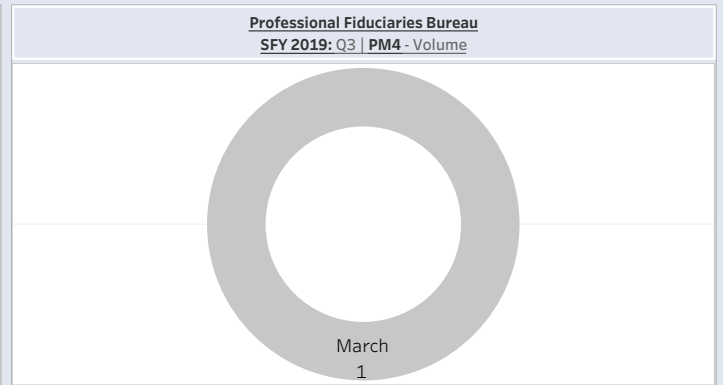 Professional Fiduciaries Bureau
SFY 2019: Q3 | PM4 - Volume
March
1